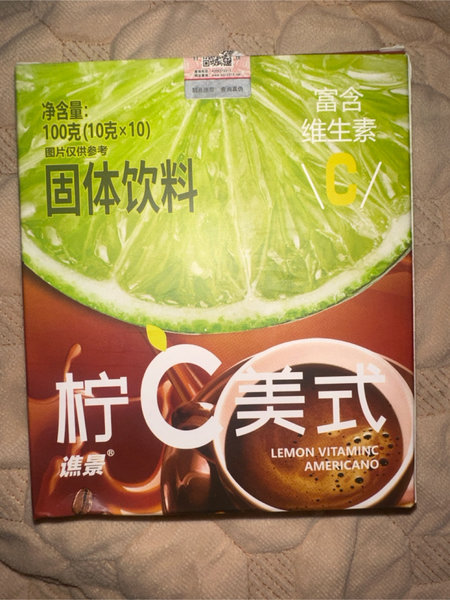 净含量:
100克(10克×10)
图片仅供参考
固体饮料
富含
维生素
C
柠C美式
谯景®
LEMON VITAMINC
AMERICANO